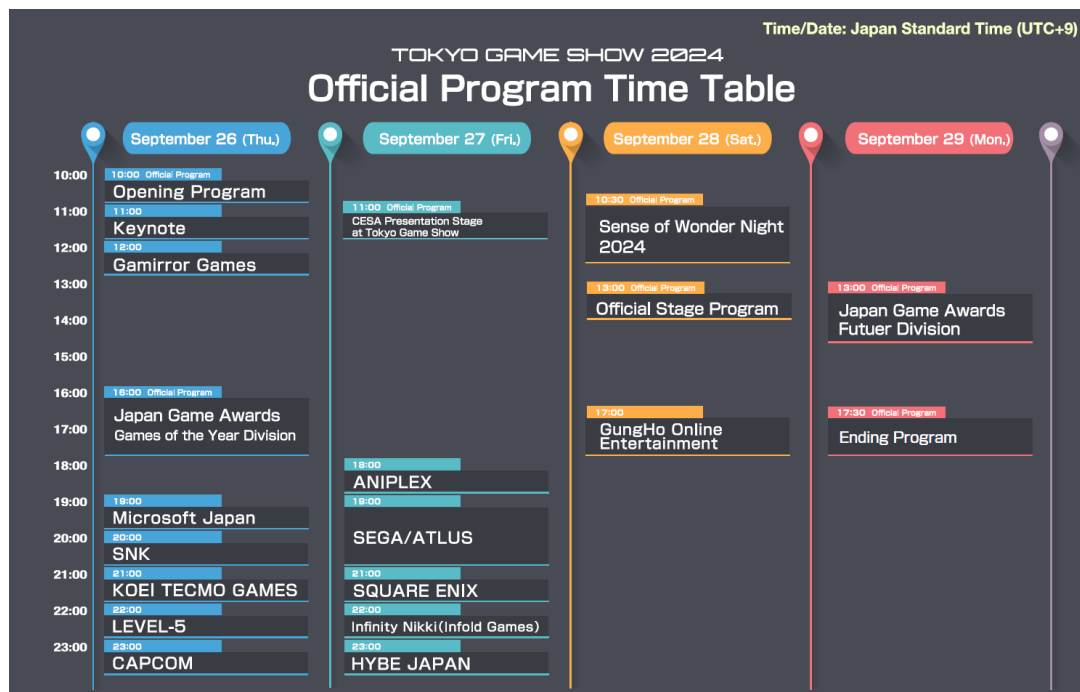 Time/Date: Japan Standard Time (UTC+9)
TOKYO GAME SHOW 2024
Official Program Time Table
September 26 (Thu.)
September 27 (Fri.)
September 28 (Sat.)
September 29 (Mon.)
10:00
11:00
12:00
13:00
14:00
15:00
16:00
17:00
18:00
19:00
20:00
21:00
22:00
23:00
10:00 Official Program
Opening Program
11:00
Keynote
12:00
Gamirror Games
16:00 Official Program
Japan Game Awards
Games of the Year Division
19:00
Microsoft Japan
20:00
SNK
21:00
KOEI TECMO GAMES
22:00
LEVEL-5
23:00
CAPCOM
11:00 Official Program
CESA Presentation Stage
at Tokyo Game Show
18:00
ANIPLEX
19:00
SEGA/ATLUS
21:00
SQUARE ENIX
22:00
Infinity Nikki(Infold Games)
23:00
HYBE JAPAN
10:30 Official Program
Sense of Wonder Night
2024
13:00 Official Program
Official Stage Program
17:00
GungHo Online
Entertainment
13:00 Official Program
Japan Game Awards
Futuer Division
17:30 Official Program
Ending Program